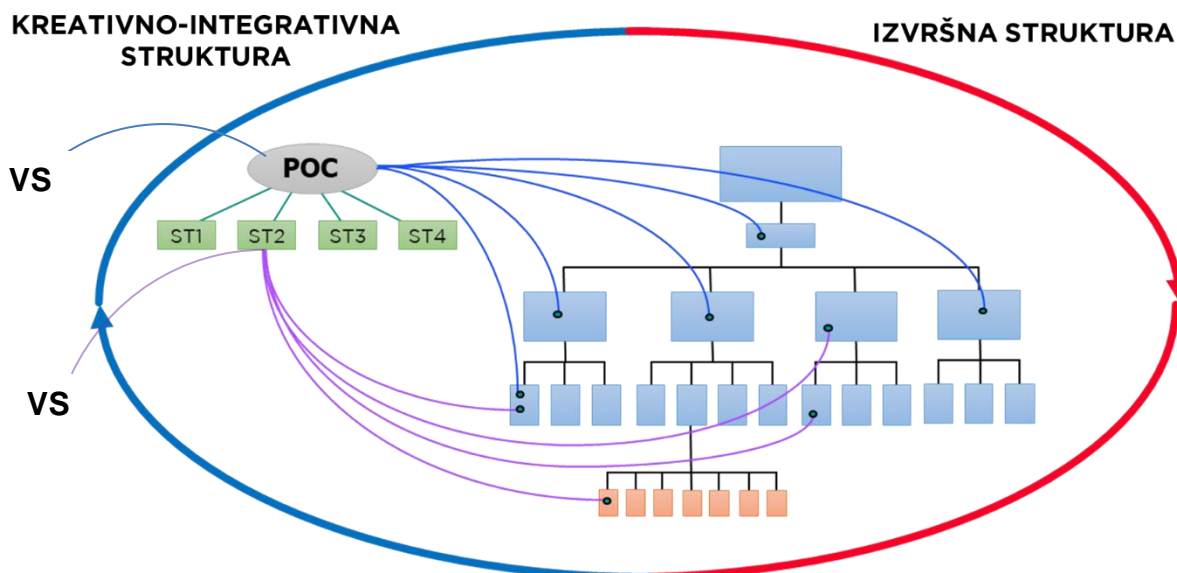 KREATIVNO-INTEGRATIVNA
STRUKTURA
IZVRŠNA STRUKTURA
VS
POC
ST1
ST2
ST3
ST4
VS